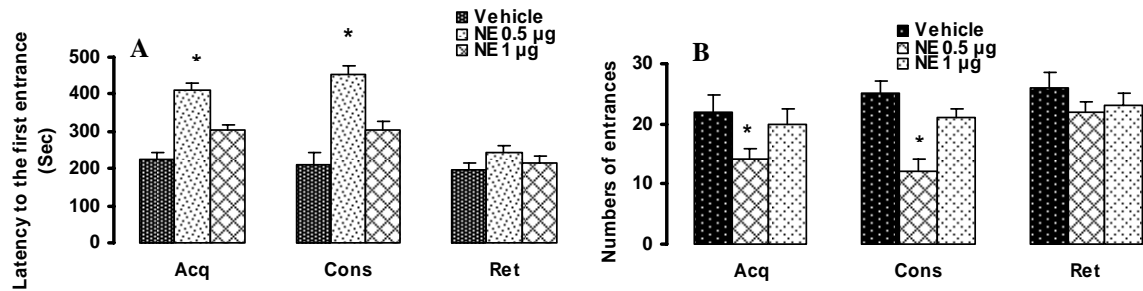 A
Vehicle
NE 0.5 µg
NE 1 µg
Latency to the first entrance
(Sec)
500
400
300
200
100
0
*
*
Acq
Cons
Ret
B
Vehicle
NE 0.5 µg
NE 1 µg
Numbers of entrances
30
20
10
0
*
*
Acq
Cons
Ret